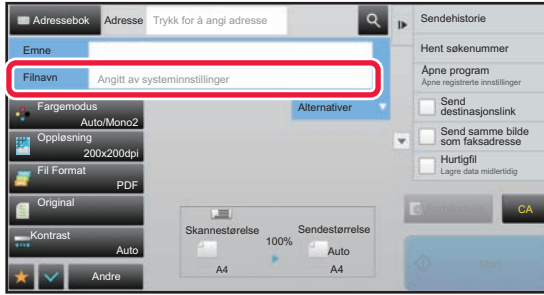 Adressebok
Adresse
Trykk for å angi adresse
Emne
Filnavn
Angitt av systeminnstillinger
Fargemodus
Auto/Mono2
Oppløsning
200x200dpi
Fil Format
PDF
Original
Kontrast
Auto
Andre
Alternativer
Skannestørelse
A4
100%
Sendestørrelse
Auto
A4
Sendehistorie
Hent søkenummer
Åpne program
Åpne registrerte innstillinger
Send
destinasjonslink
Send samme bilde
som faksadresse
Hurtigfil
Lagre data midlertidig
CA
Start